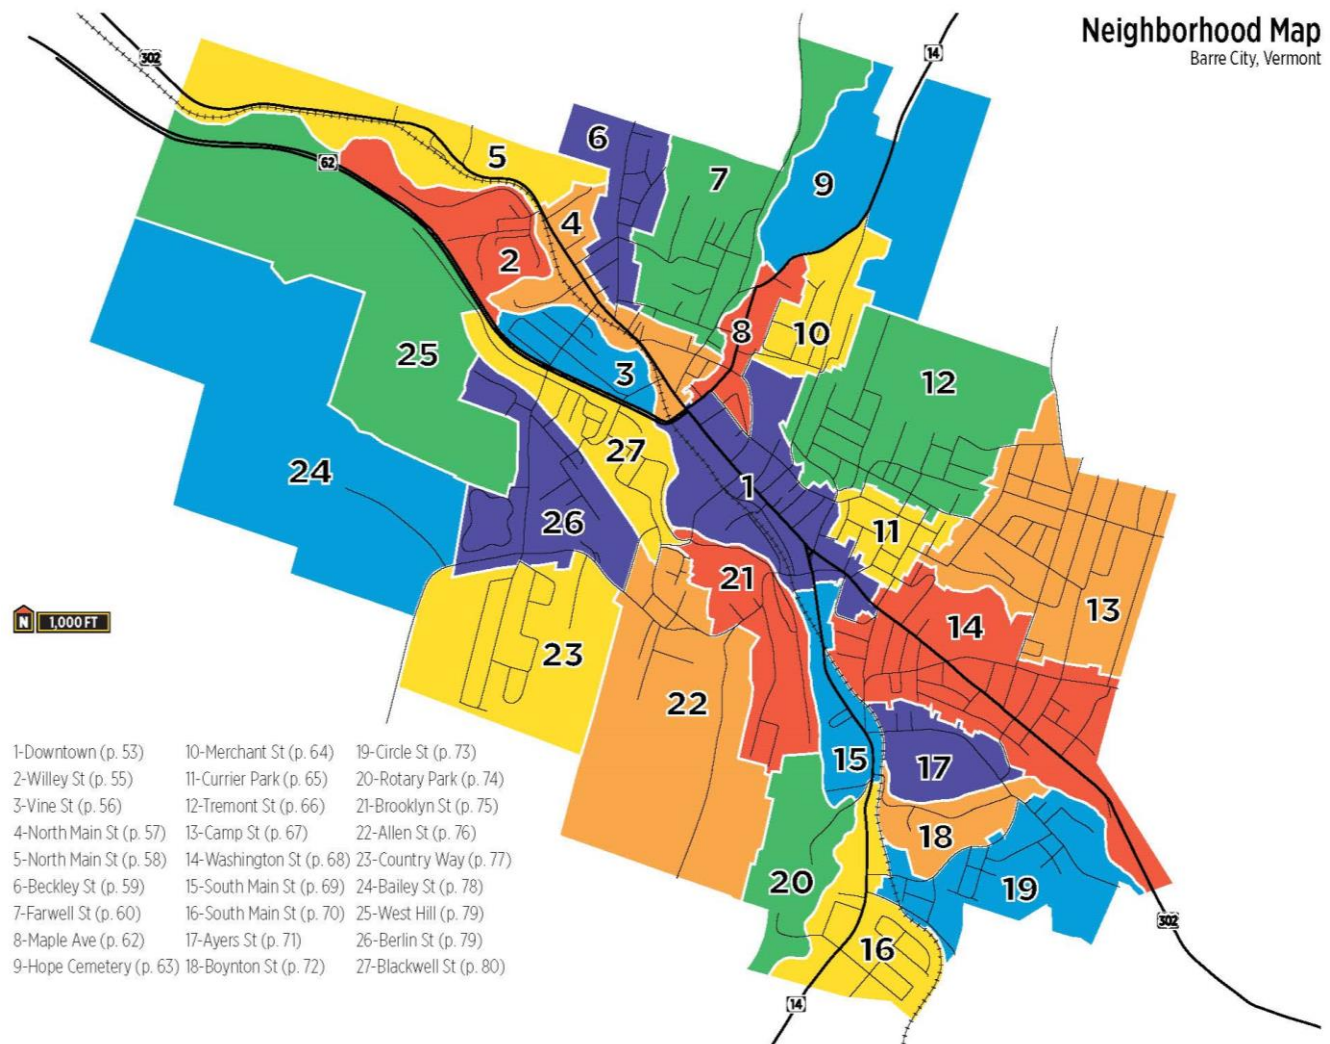 Neighborhood Map
Barre City, Vermont
302
14
62
6
5
7
9
4
2
8
10
3
25
12
27
24
1
11
26
21
13
14
23
22
15
17
18
20
19
16
302
14
N 1,000 FT
1-Downtown (p. 53)
2-Willey St (p. 55)
3-Vine St (p. 56)
4-North Main St (p. 57)
5-North Main St (p. 58)
6-Beckley St (p. 59)
7-Farwell St (p. 60)
8-Maple Ave (p. 62)
9-Hope Cemetery (p. 63)
10-Merchant St (p. 64)
11-Currier Park (p. 65)
12-Tremont St (p. 66)
13-Camp St (p. 67)
14-Washington St (p. 68)
15-South Main St (p. 69)
16-South Main St (p. 70)
17-Ayers St (p. 71)
18-Boynton St (p. 72)
19-Circle St (p. 73)
20-Rotary Park (p. 74)
21-Brooklyn St (p. 75)
22-Allen St (p. 76)
23-Country Way (p. 77)
24-Bailey St (p. 78)
25-West Hill (p. 79)
26-Berlin St (p. 79)
27-Blackwell St (p. 80)